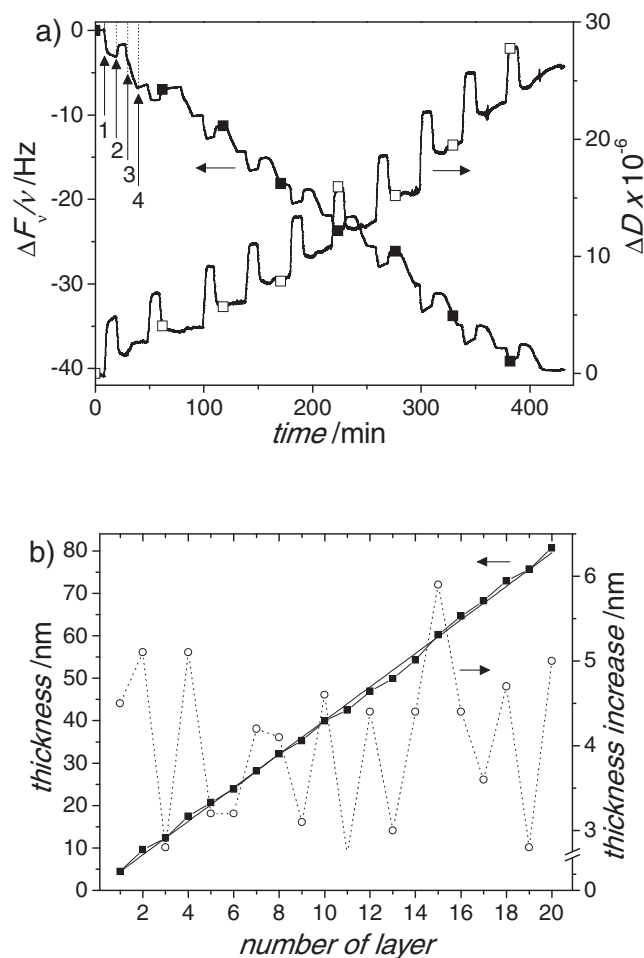 a)
0
-10
-20
-30
-40
ΔFᵥ/ν /Hz
30
20
10
0
ΔD x 10⁻⁶
1
2
3
4
0 100 200 300 400
time /min
b)
80
70
60
50
40
30
20
10
0
thickness /nm
6
5
4
3
0
thickness increase /nm
2 4 6 8 10 12 14 16 18 20
number of layer